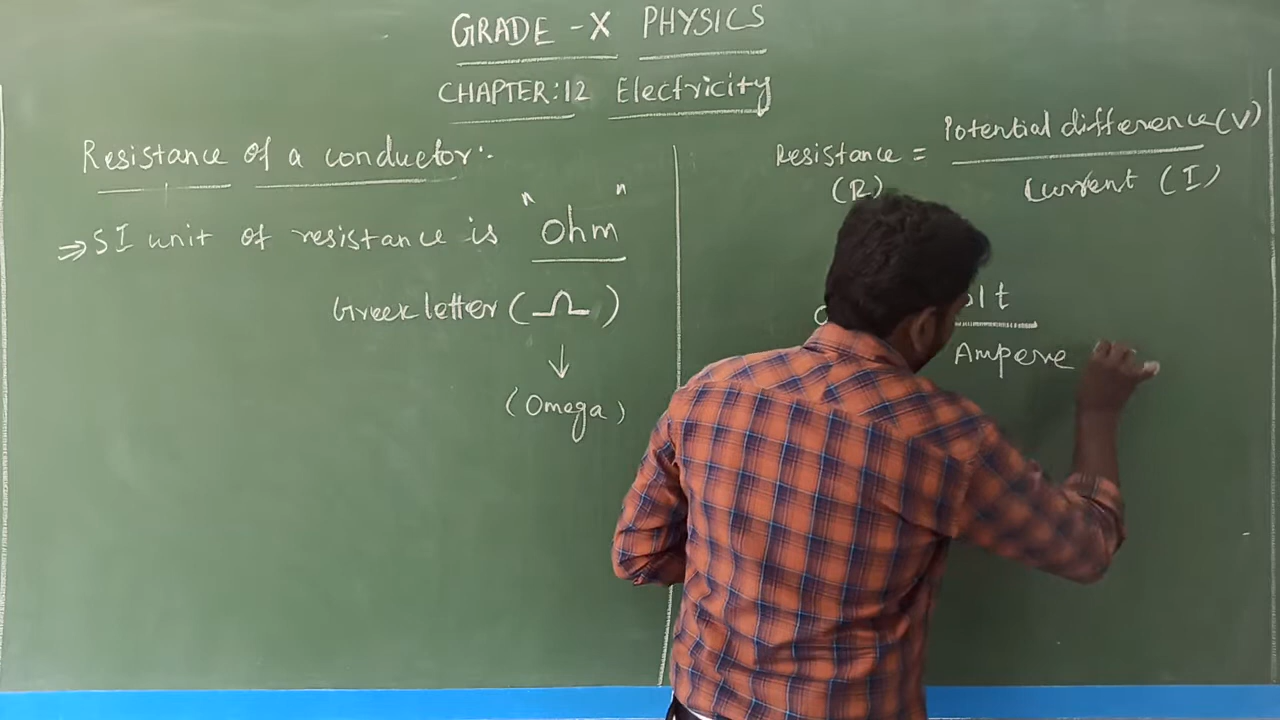 GRADE - X PHYSICS
CHAPTER:12 Electricity
Resistance of a conductor:-
⇒ SI unit of resistance is "ohm"
Greek letter (Ω)
↓
(Omega)
Resistance = Potential difference (V)
(R) Current (I)
Ampere